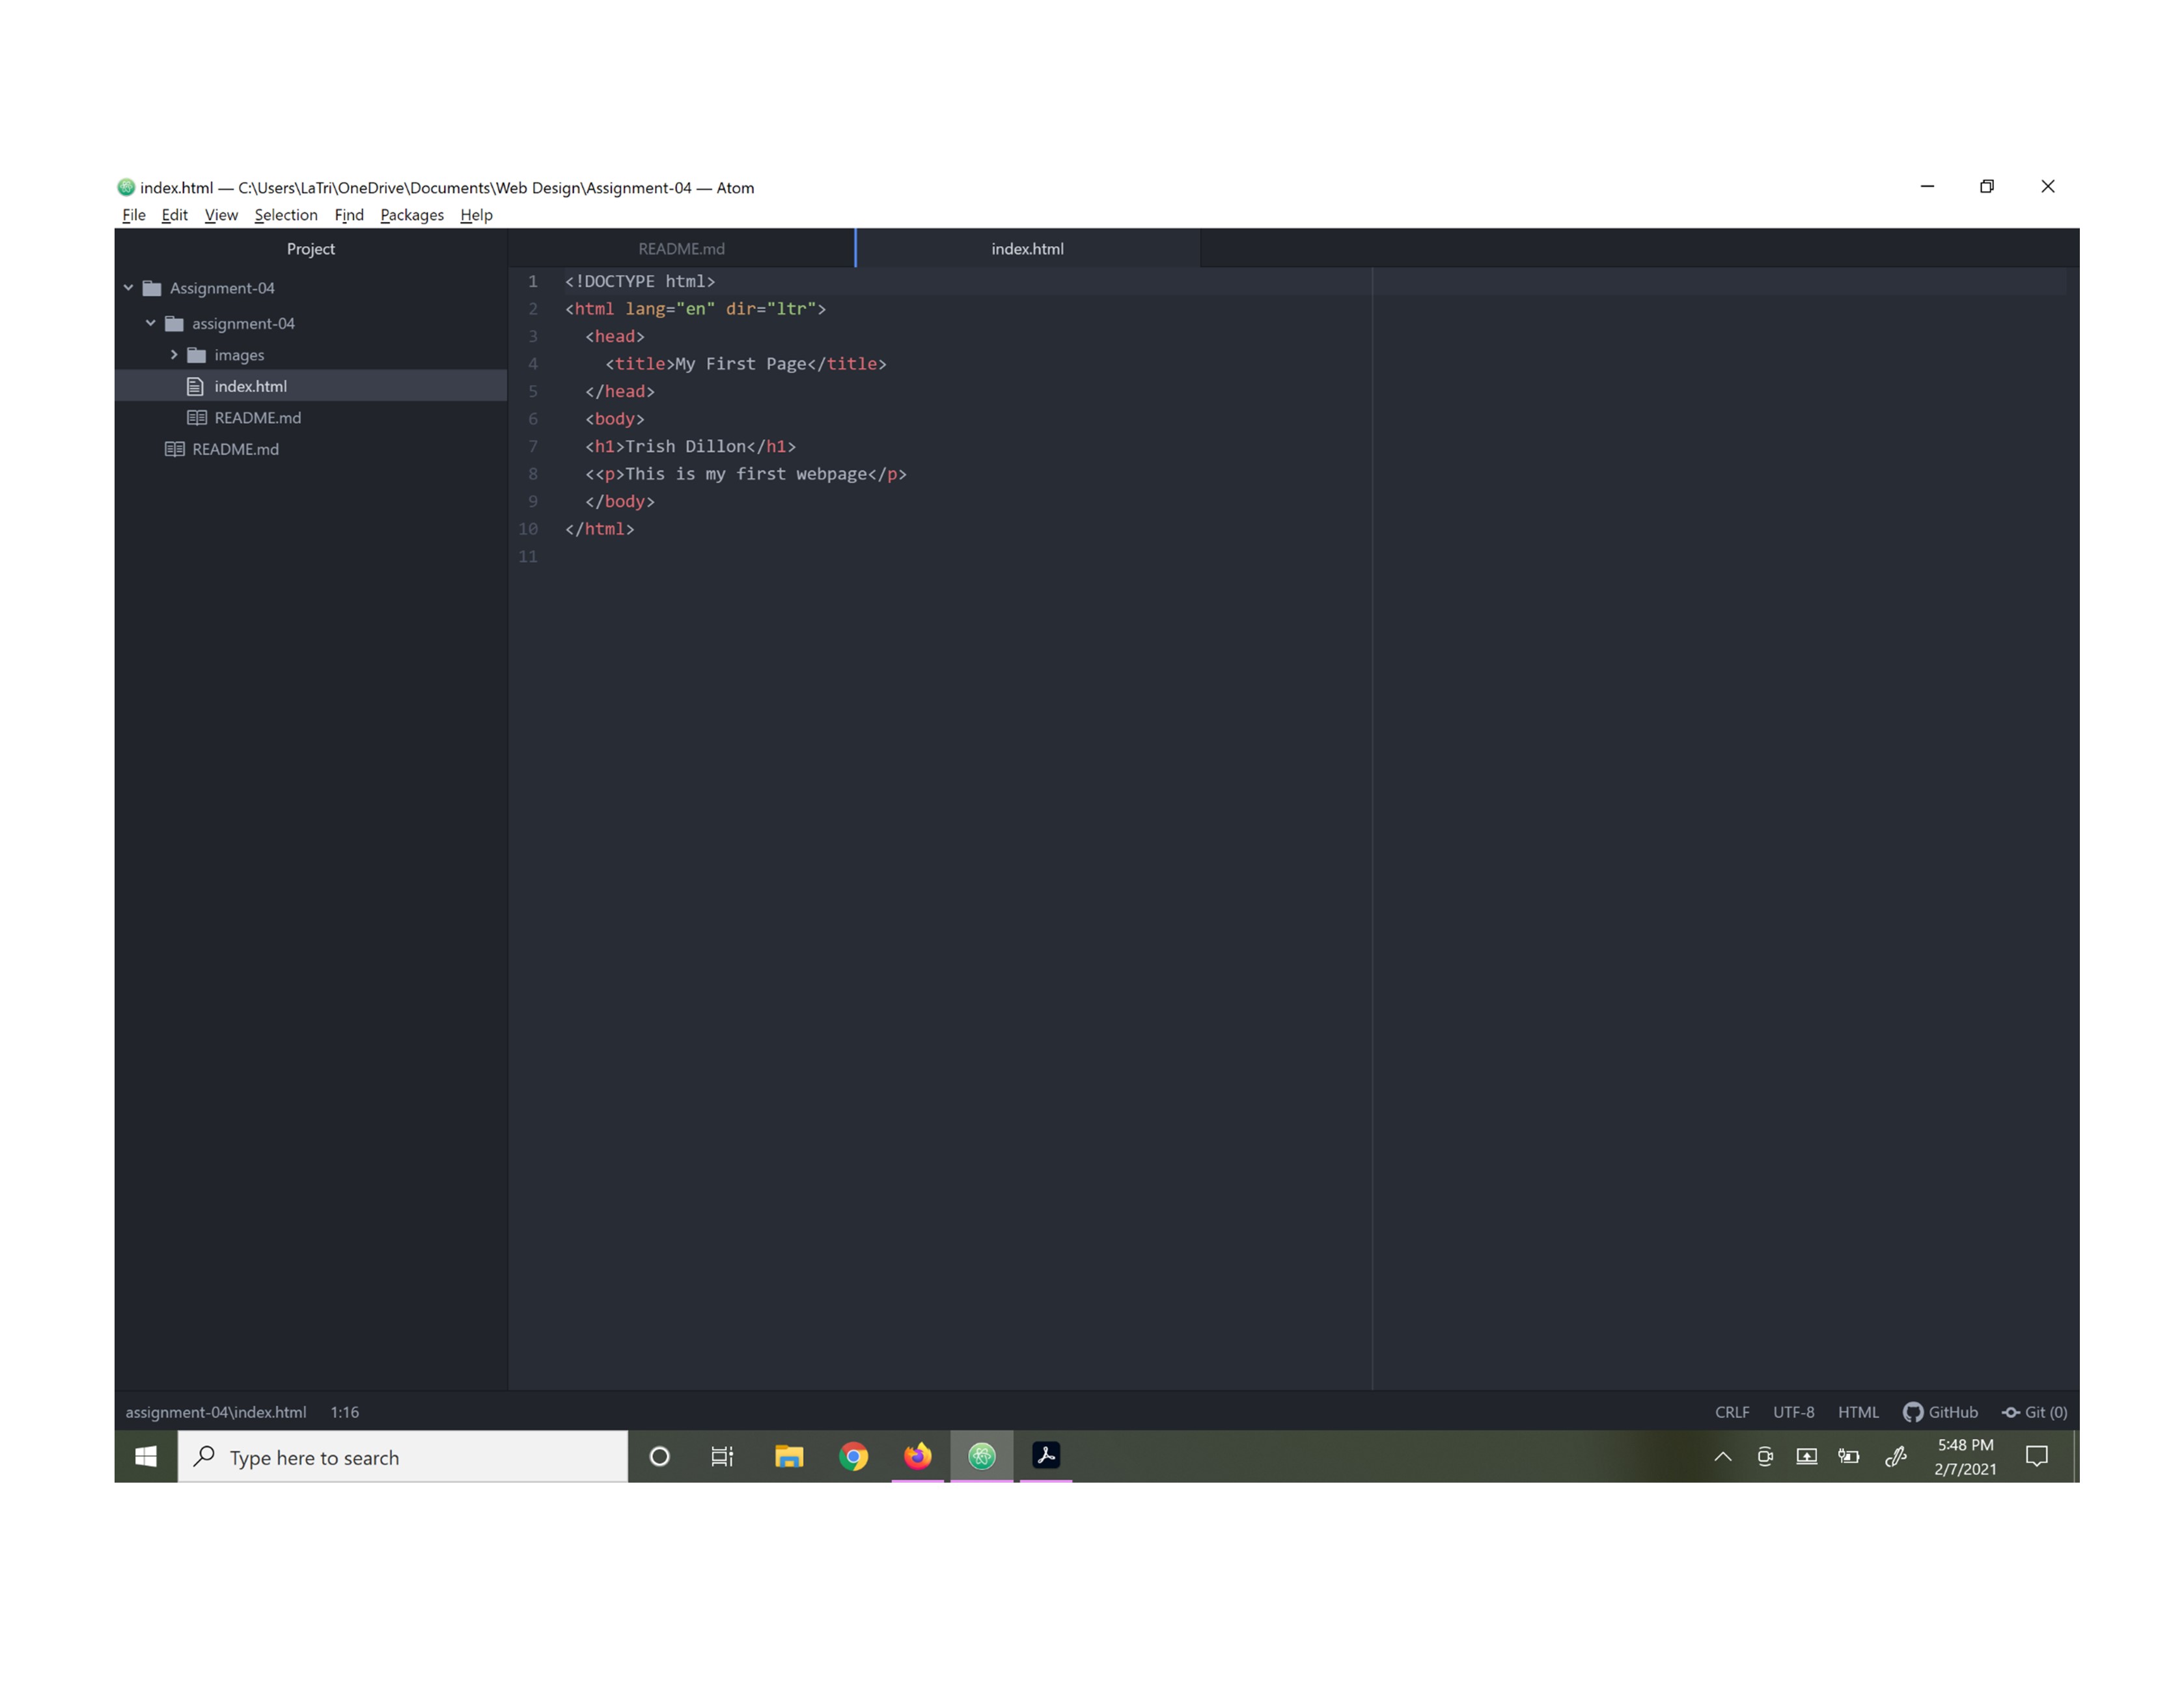 index.html — C:\Users\LaTri\OneDrive\Documents\Web Design\Assignment-04 — Atom
File Edit View Selection Find Packages Help
Project
Assignment-04
assignment-04
images
index.html
README.md
README.md
README.md index.html
1 <!DOCTYPE html>
2 <html lang="en" dir="ltr">
3   <head>
4     <title>My First Page</title>
5   </head>
6   <body>
7   <h1>Trish Dillon</h1>
8   <<p>This is my first webpage</p>
9   </body>
10 </html>
11
assignment-04\index.html 1:16 CRLF UTF-8 HTML GitHub Git (0)
Type here to search
5:48 PM
2/7/2021